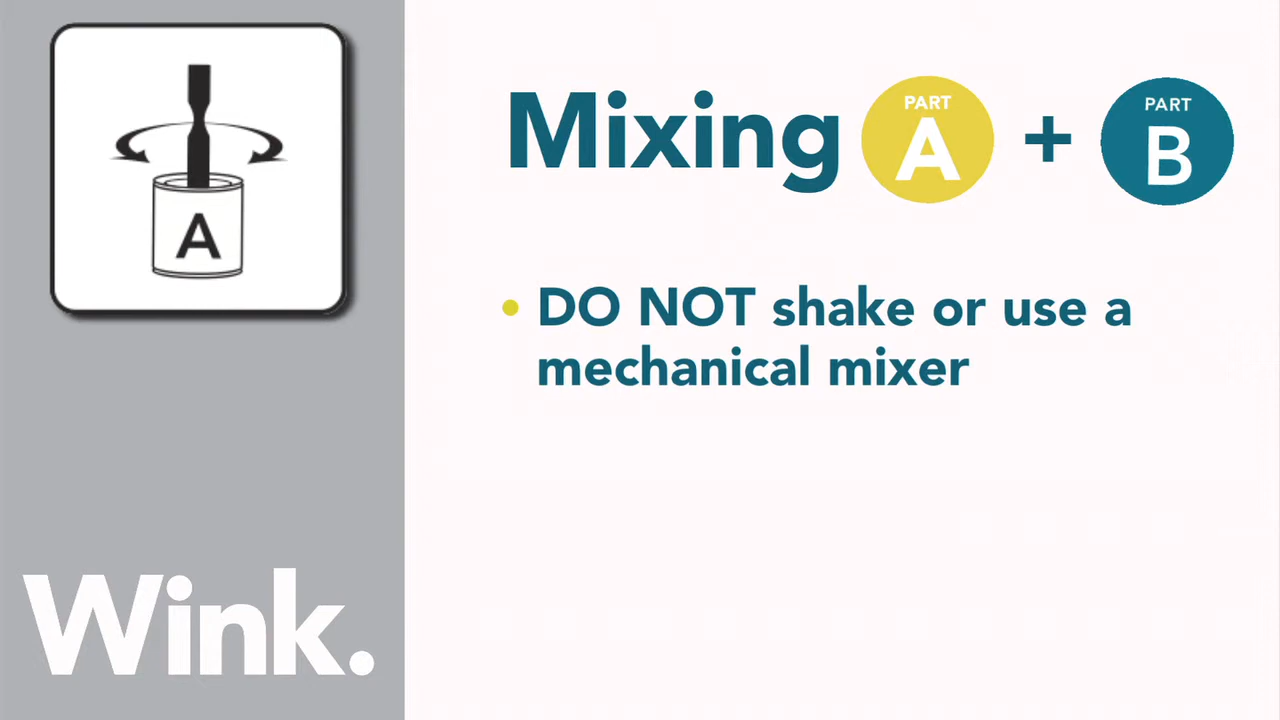 A
Wink.
Mixing PART A + PART B
• DO NOT shake or use a
mechanical mixer